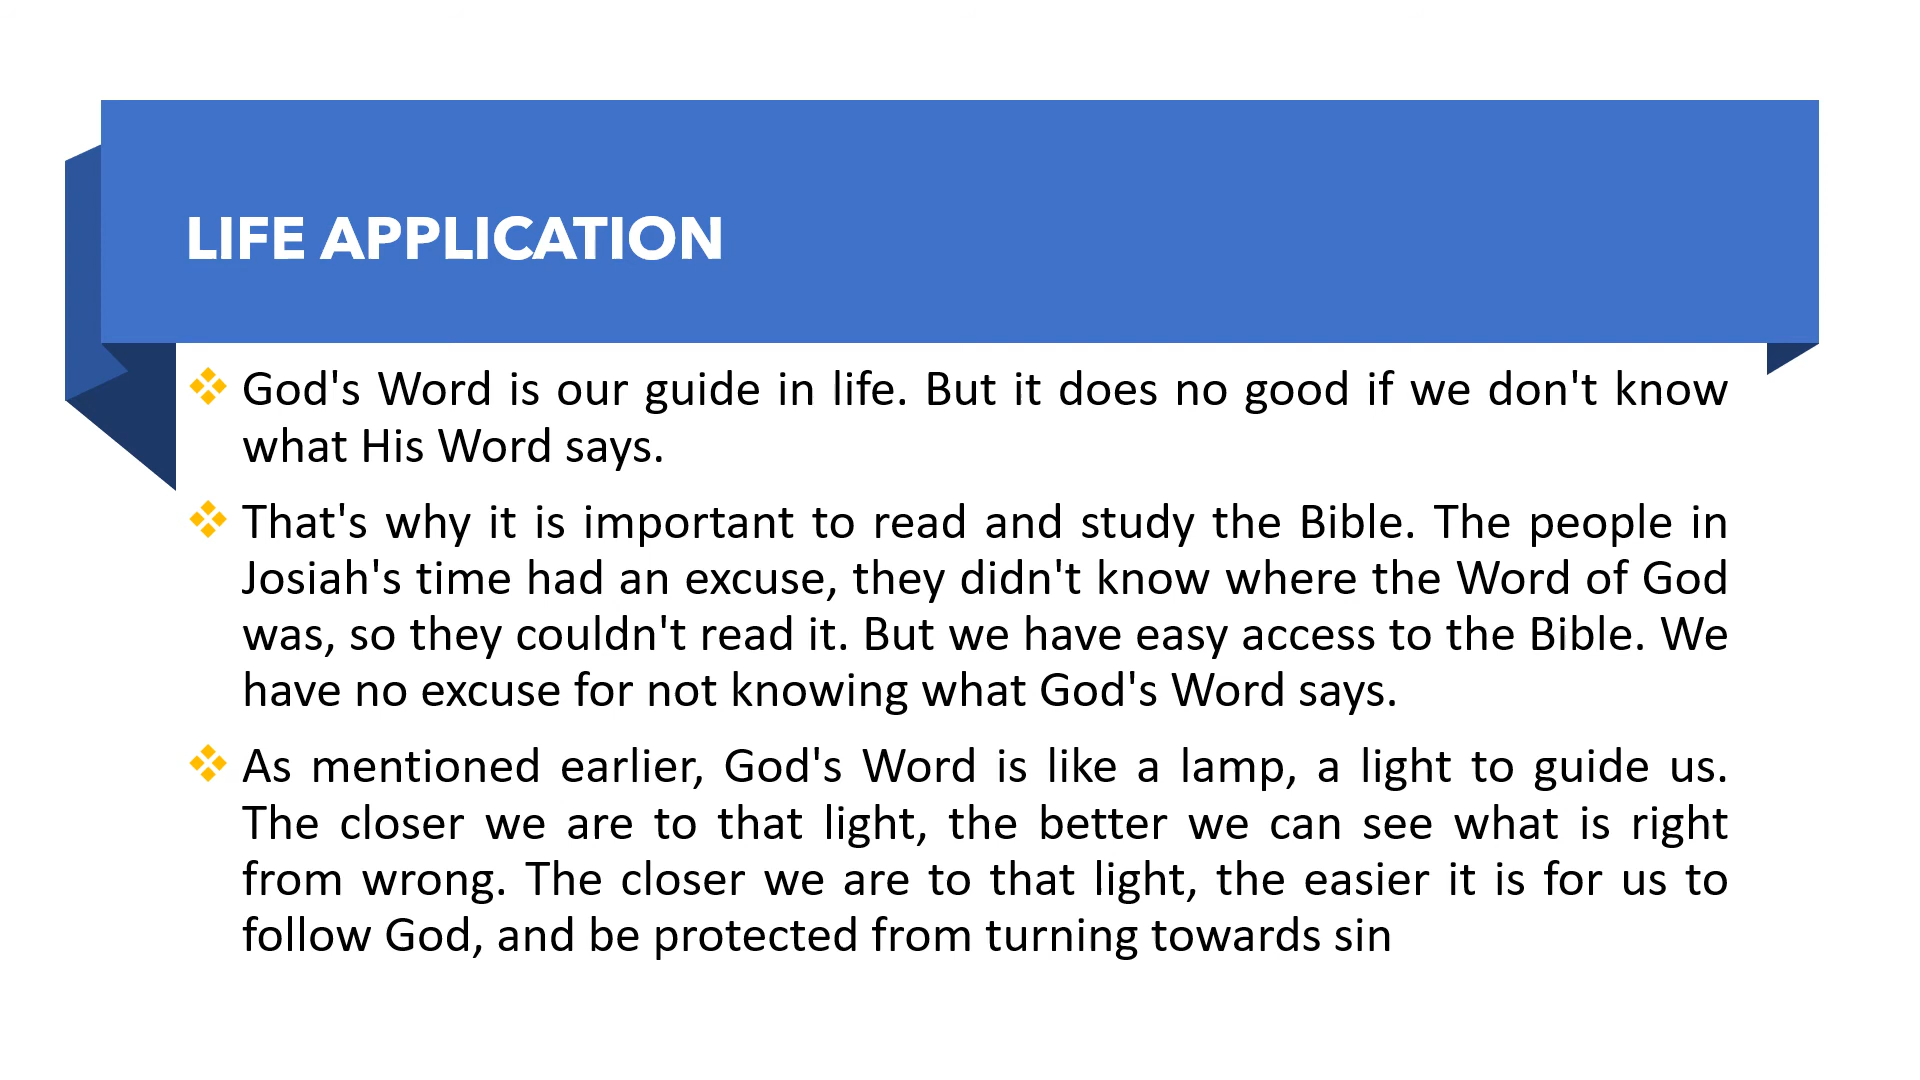 LIFE APPLICATION
God's Word is our guide in life. But it does no good if we don't know
what His Word says.
That's why it is important to read and study the Bible. The people in
Josiah's time had an excuse, they didn't know where the Word of God
was, so they couldn't read it. But we have easy access to the Bible. We
have no excuse for not knowing what God's Word says.
As mentioned earlier, God's Word is like a lamp, a light to guide us.
The closer we are to that light, the better we can see what is right
from wrong. The closer we are to that light, the easier it is for us to
follow God, and be protected from turning towards sin